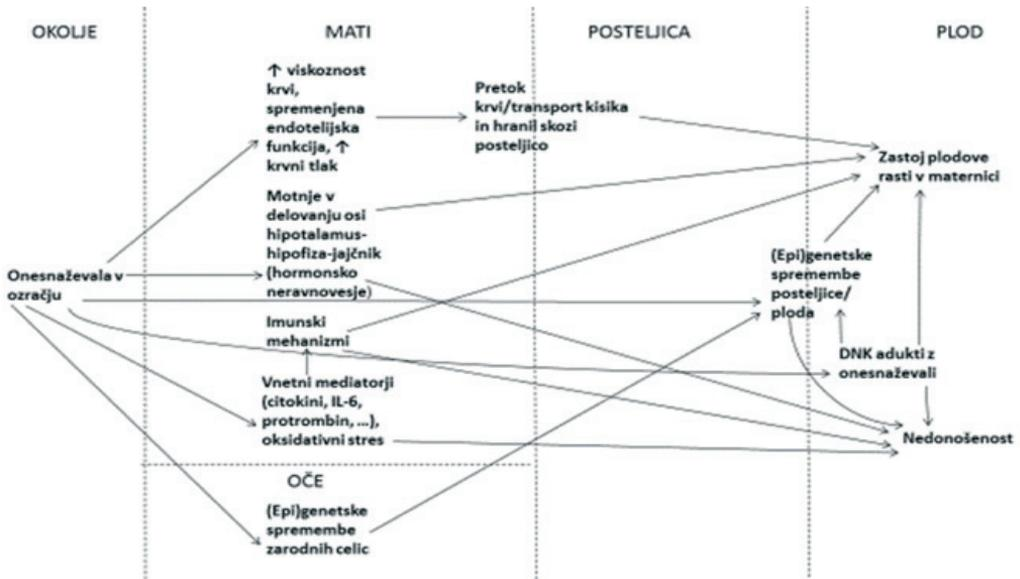 OKOLJE
MATI
POSTELJICA
PLOD
↑ viskoznost
krvi,
spremenjena
endotelijska
funkcija, ↑
krvni tlak
Pretok
krvi/transport kisika
in hranil skozi
posteljico
Zastoj plodove
rasti v maternici
Motnje v
delovanju osi
hipotalamus-
hipofiza-jajčnik
(hormonsko
neravnovesje)
Onesnaževala v
ozračju
(Epi)genetske
spremembe
posteljice/
ploda
Imunski
mehanizmi
DNK adukti z
onesnaževali
Vnetni mediatorji
(citokini, IL-6,
protrombin, ...),
oksidativni stres
Nedonošenost
OČE
(Epi)genetske
spremembe
zarodnih celic